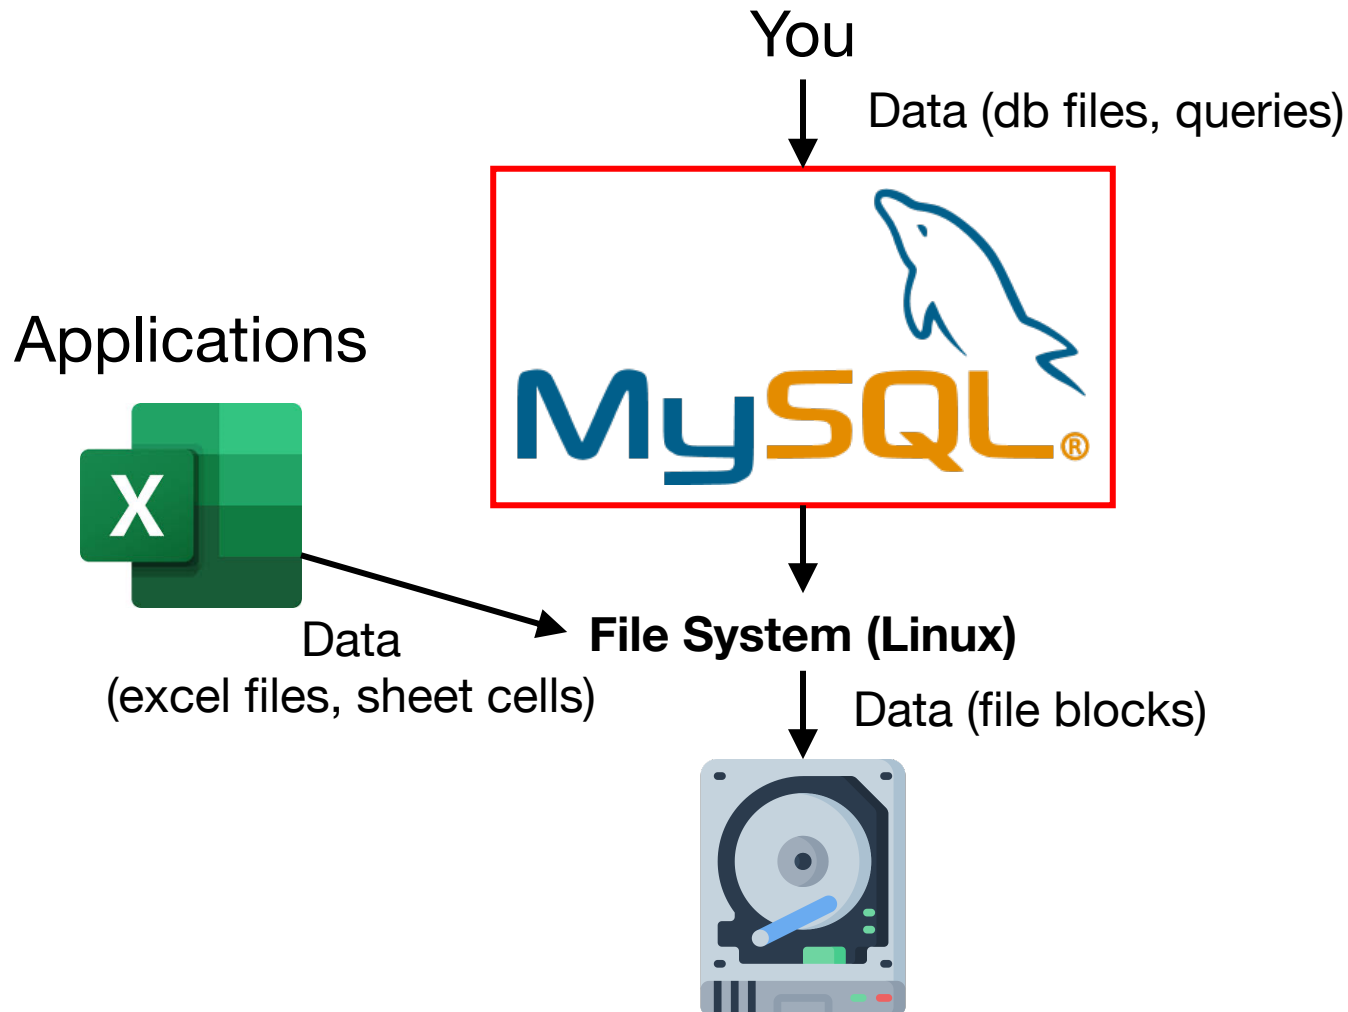 You
Data (db files, queries)
MySQL®
Applications
X
File System (Linux)
Data
(excel files, sheet cells)
Data (file blocks)